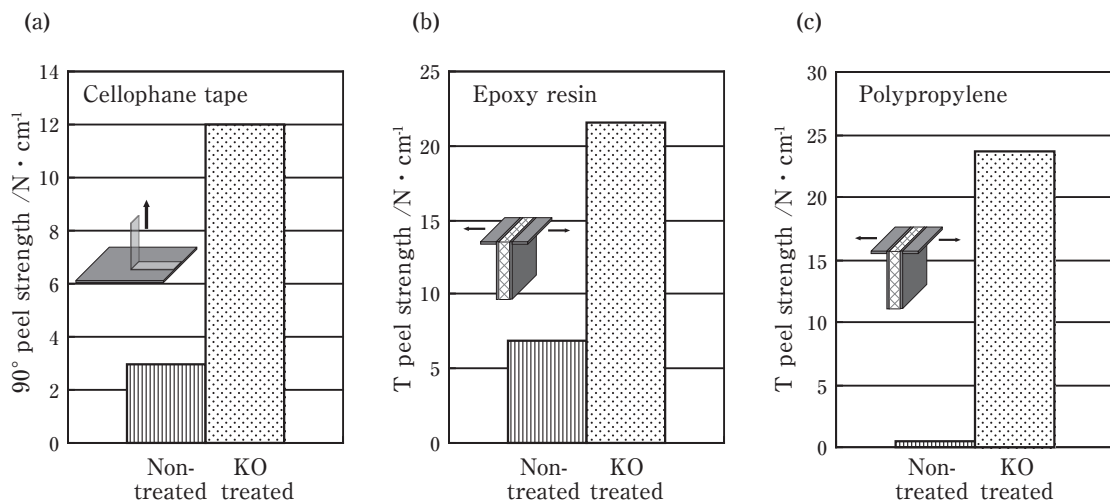 (a)
90° peel strength /N・cm⁻¹
14
12
10
8
6
4
2
0
Cellophane tape
Non-
treated
KO
treated
(b)
T peel strength /N・cm⁻¹
25
20
15
10
5
0
Epoxy resin
Non-
treated
KO
treated
(c)
T peel strength /N・cm⁻¹
30
25
20
15
10
5
0
Polypropylene
Non-
treated
KO
treated